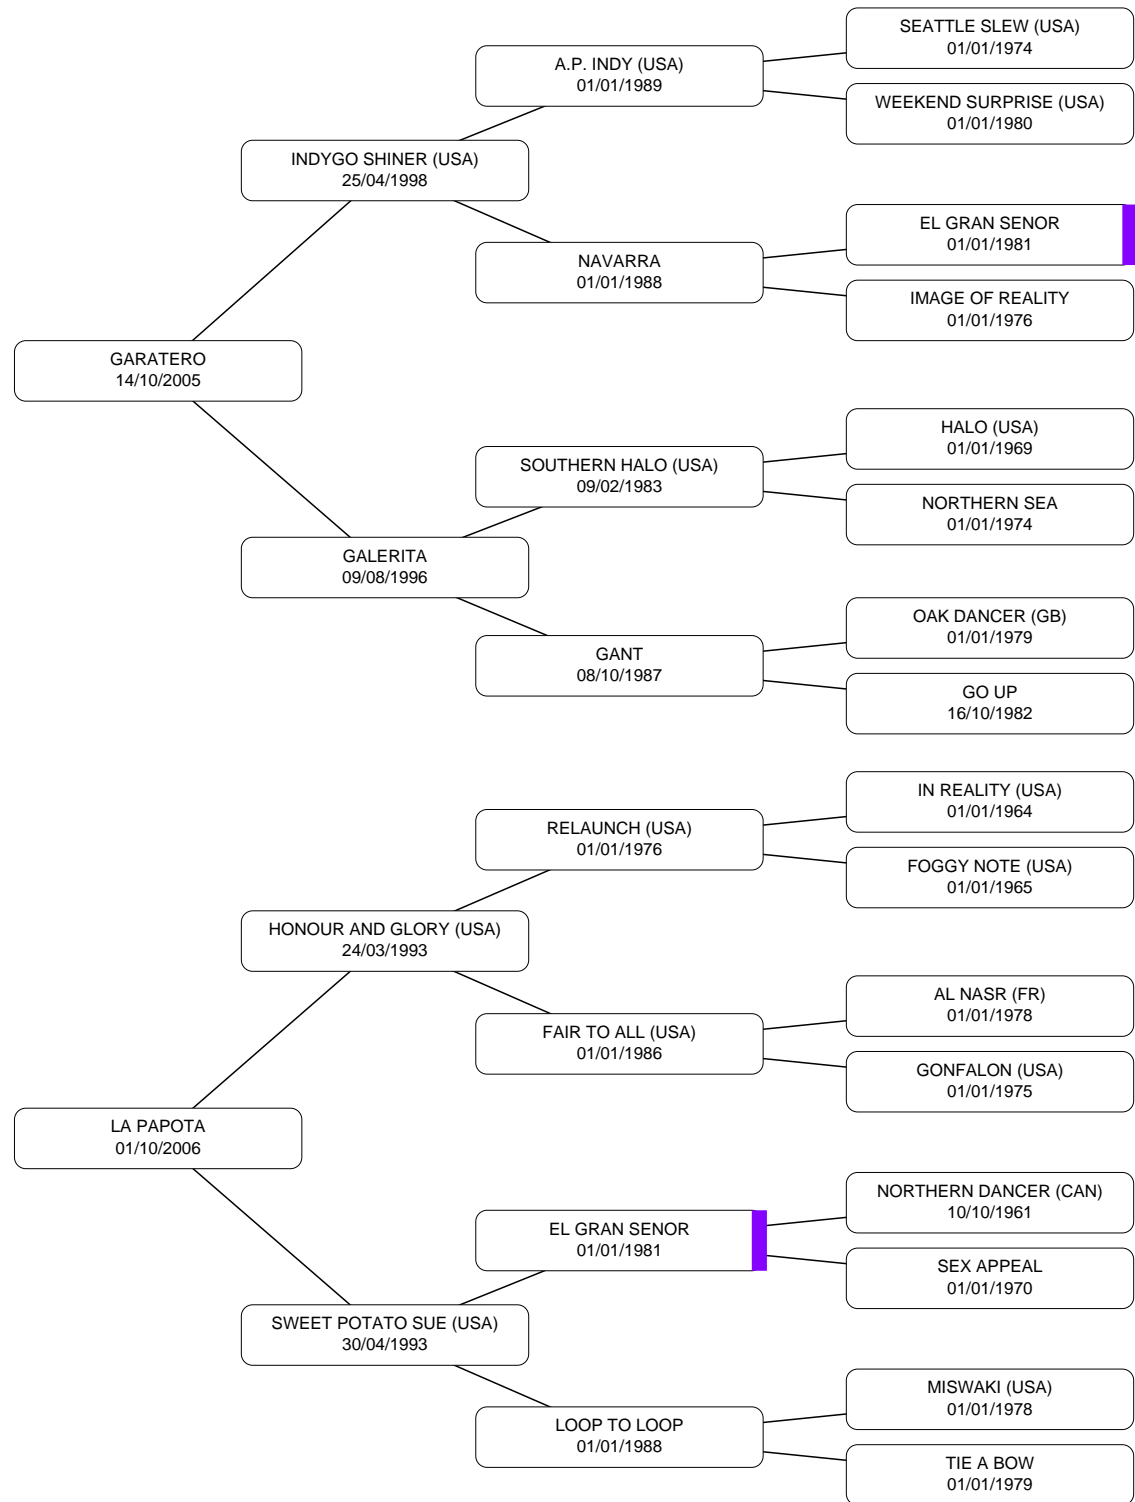 SEATTLE SLEW (USA)
01/01/1974
A.P. INDY (USA)
01/01/1989
WEEKEND SURPRISE (USA)
01/01/1980
INDYGO SHINER (USA)
25/04/1998
EL GRAN SENOR
01/01/1981
NAVARRA
01/01/1988
IMAGE OF REALITY
01/01/1976
GARATERO
14/10/2005
HALO (USA)
01/01/1969
SOUTHERN HALO (USA)
09/02/1983
NORTHERN SEA
01/01/1974
GALERITA
09/08/1996
OAK DANCER (GB)
01/01/1979
GANT
08/10/1987
GO UP
16/10/1982
IN REALITY (USA)
01/01/1964
RELAUNCH (USA)
01/01/1976
FOGGY NOTE (USA)
01/01/1965
HONOUR AND GLORY (USA)
24/03/1993
AL NASR (FR)
01/01/1978
FAIR TO ALL (USA)
01/01/1986
GONFALON (USA)
01/01/1975
LA PAPOTA
01/10/2006
NORTHERN DANCER (CAN)
10/10/1961
EL GRAN SENOR
01/01/1981
SEX APPEAL
01/01/1970
SWEET POTATO SUE (USA)
30/04/1993
MISWAKI (USA)
01/01/1978
LOOP TO LOOP
01/01/1988
TIE A BOW
01/01/1979